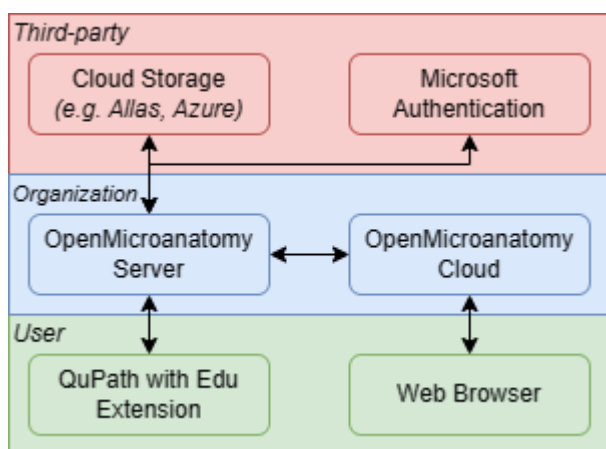 Third-party
Cloud Storage
(e.g. Allas, Azure)
Microsoft
Authentication
Organization
OpenMicroanatomy
Server
OpenMicroanatomy
Cloud
User
QuPath with Edu
Extension
Web Browser